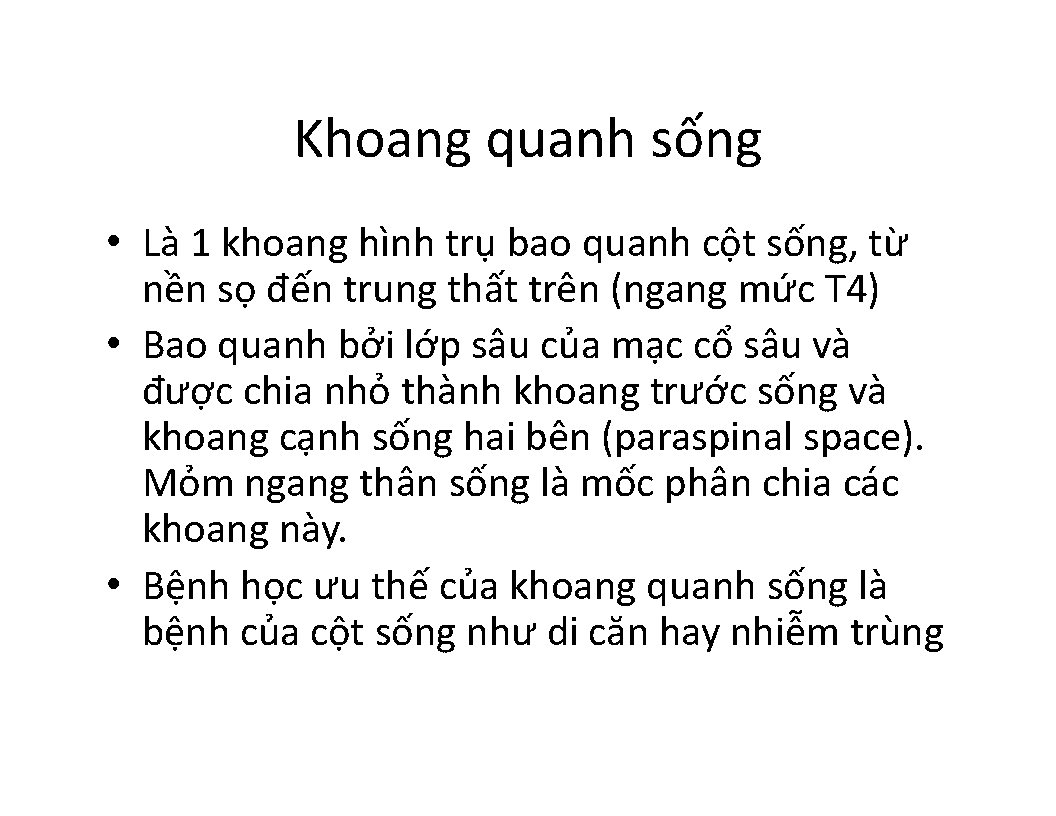 Khoang quanh sống
• Là 1 khoang hình trụ bao quanh cột sống, từ
nền sọ đến trung thất trên (ngang mức T4)
• Bao quanh bởi lớp sâu của mạc cổ sâu và
được chia nhỏ thành khoang trước sống và
khoang cạnh sống hai bên (paraspinal space).
Mỏm ngang thân sống là mốc phân chia các
khoang này.
• Bệnh học ưu thế của khoang quanh sống là
bệnh của cột sống như di căn hay nhiễm trùng